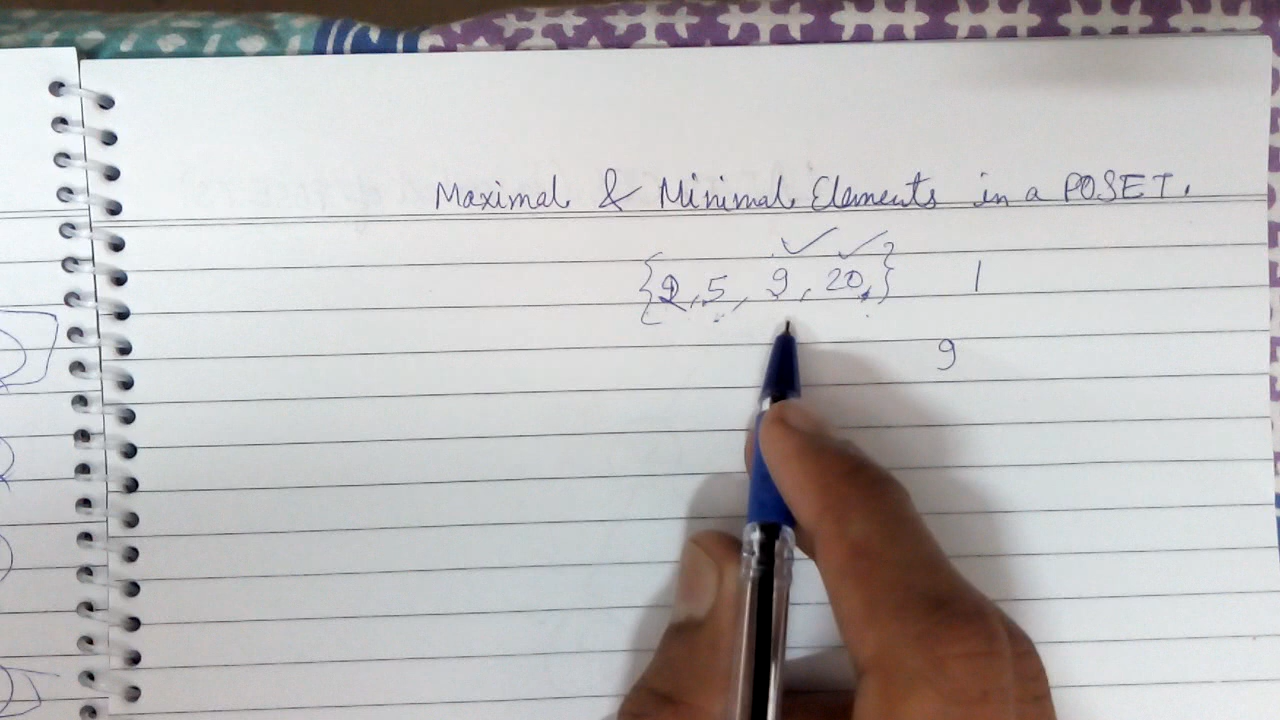 Maximal & Minimal Elements in a POSET.
{2, 5, 9, 20,} 1
9